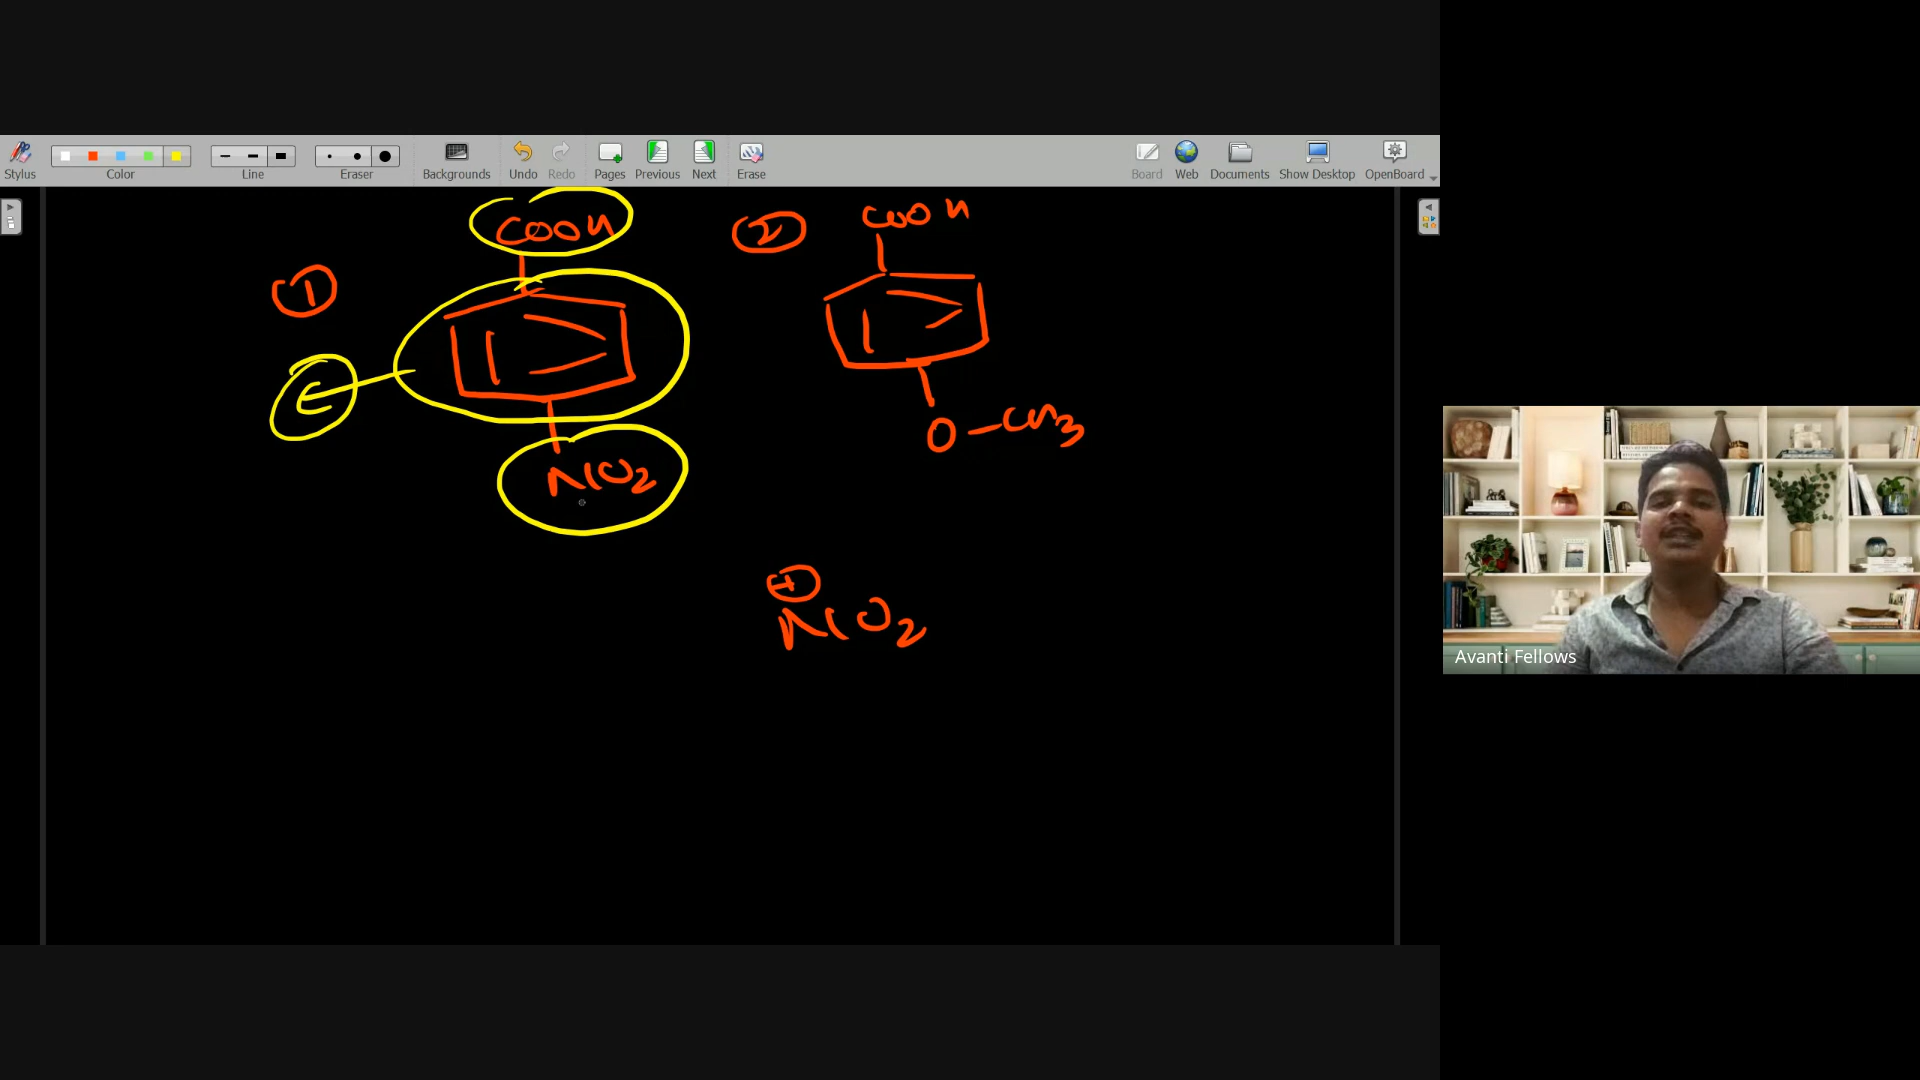 Stylus
Color
Line
Eraser
Backgrounds
Undo
Redo
Pages
Previous
Next
Erase
Board
Web
Documents
Show Desktop
OpenBoard
COOH
①
NO2
②
COOH
O-CH3
⊕
NO2
Avanti Fellows